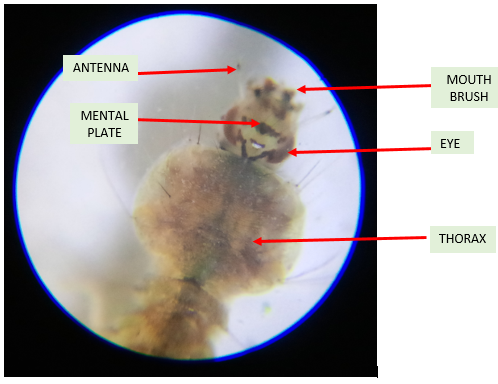 ANTENNA
MOUTH
BRUSH
MENTAL
PLATE
EYE
THORAX